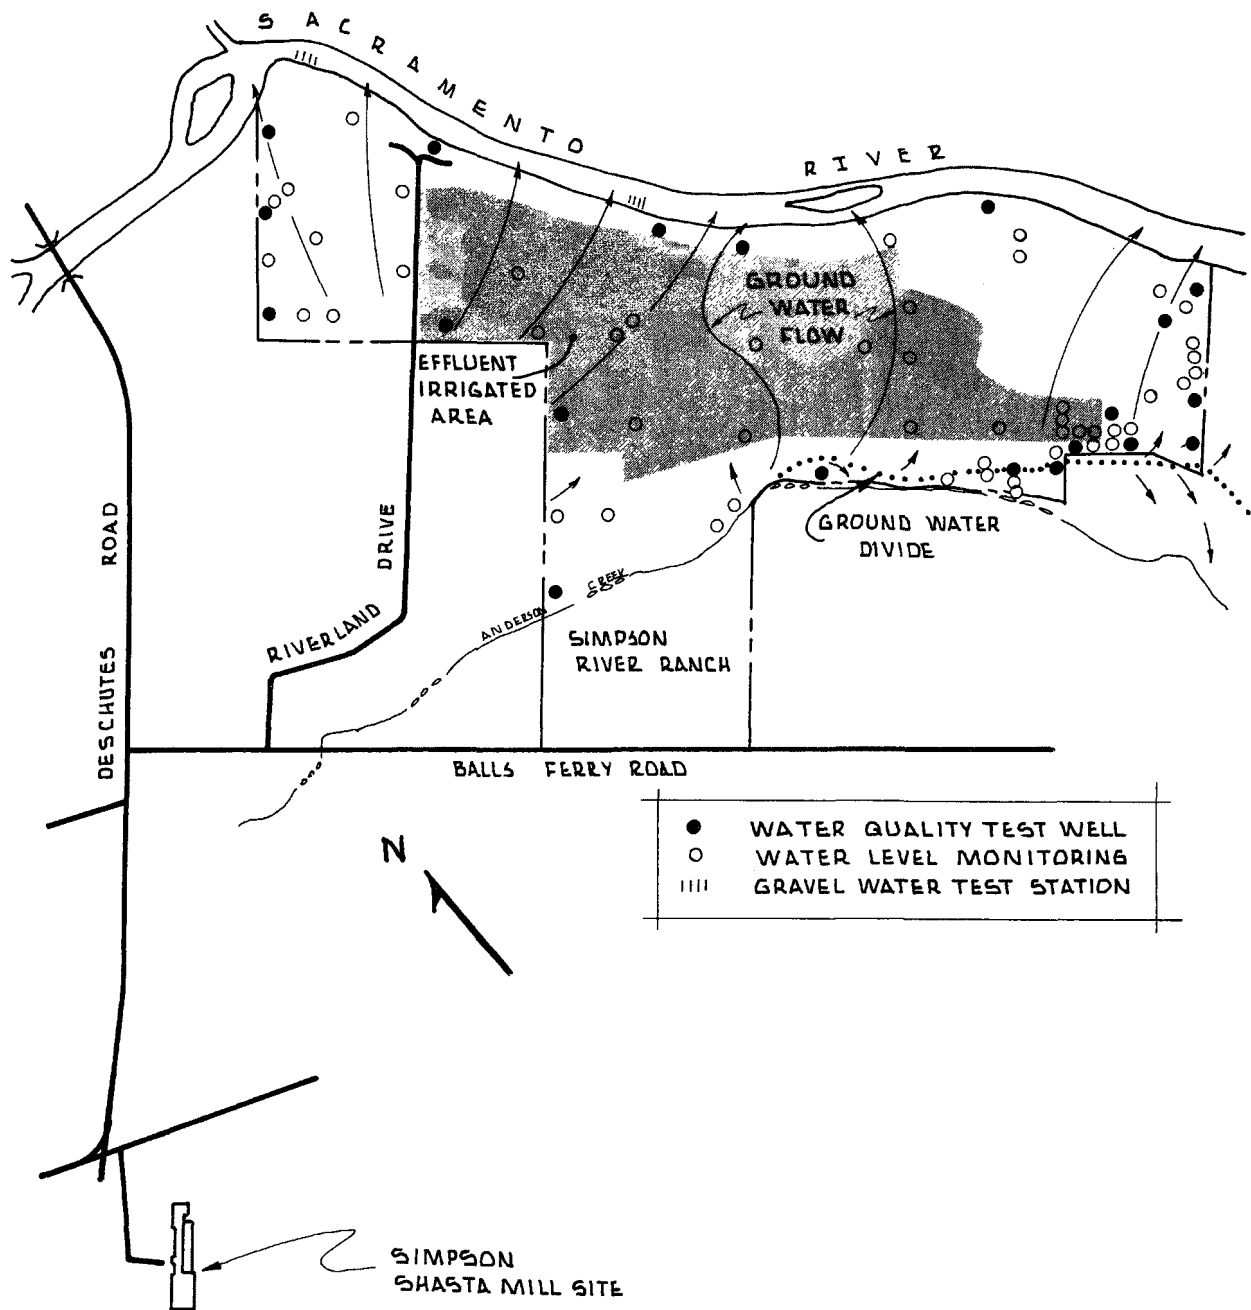 SACRAMENTO
RIVER
GROUND
WATER
FLOW
EFFLUENT
IRRIGATED
AREA
GROUND WATER
DIVIDE
DESCHUTES ROAD
RIVERLAND DRIVE
ANDERSON CREEK
SIMPSON
RIVER RANCH
BALLS FERRY ROAD
N
WATER QUALITY TEST WELL
WATER LEVEL MONITORING
GRAVEL WATER TEST STATION
SIMPSON
SHASTA MILL SITE